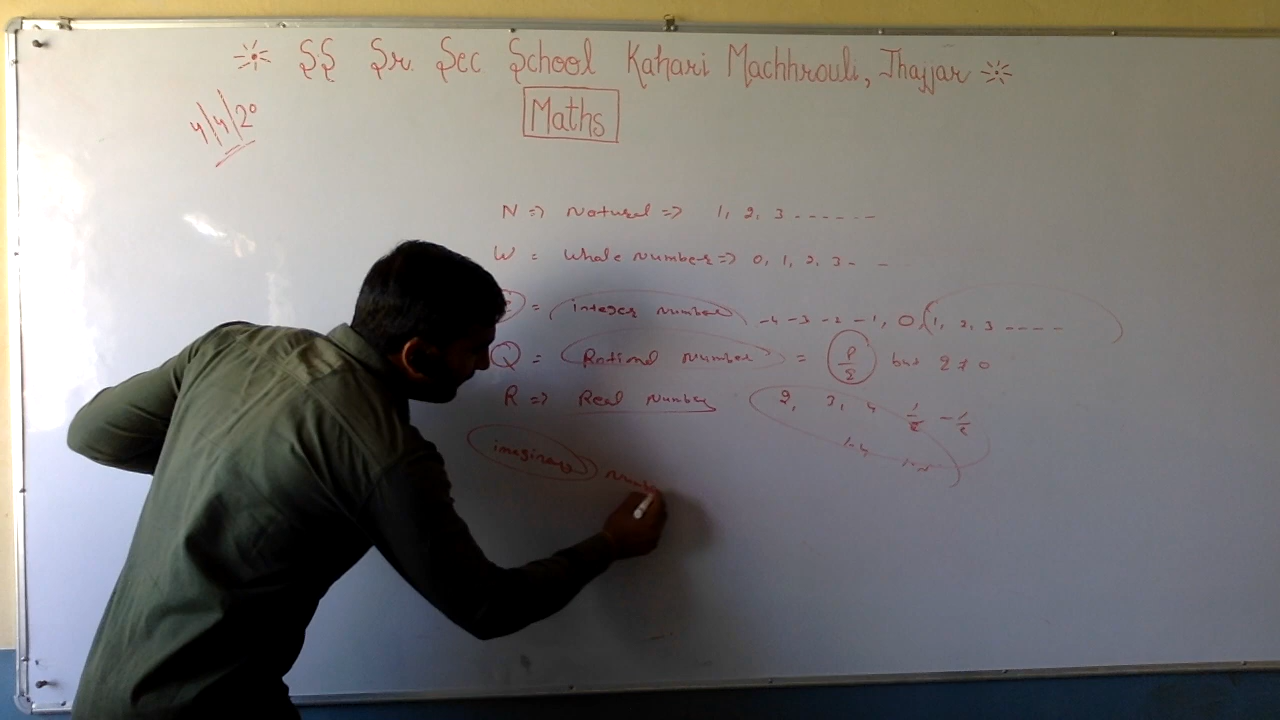 SS Sr. Sec School Kahari Machhrouli, Jhajjar
4/4/20
Maths
N => Natural => 1, 2, 3 - - - - - -
W = Whole Number => 0, 1, 2, 3 - -
= integer number -4 -3 -2 -1, 0, 1, 2, 3 - - - -
Q = Rational Number = P/q but q ≠ 0
R => Real Number 2, 3, 4 1/2 -1/2
imaginary Numbe